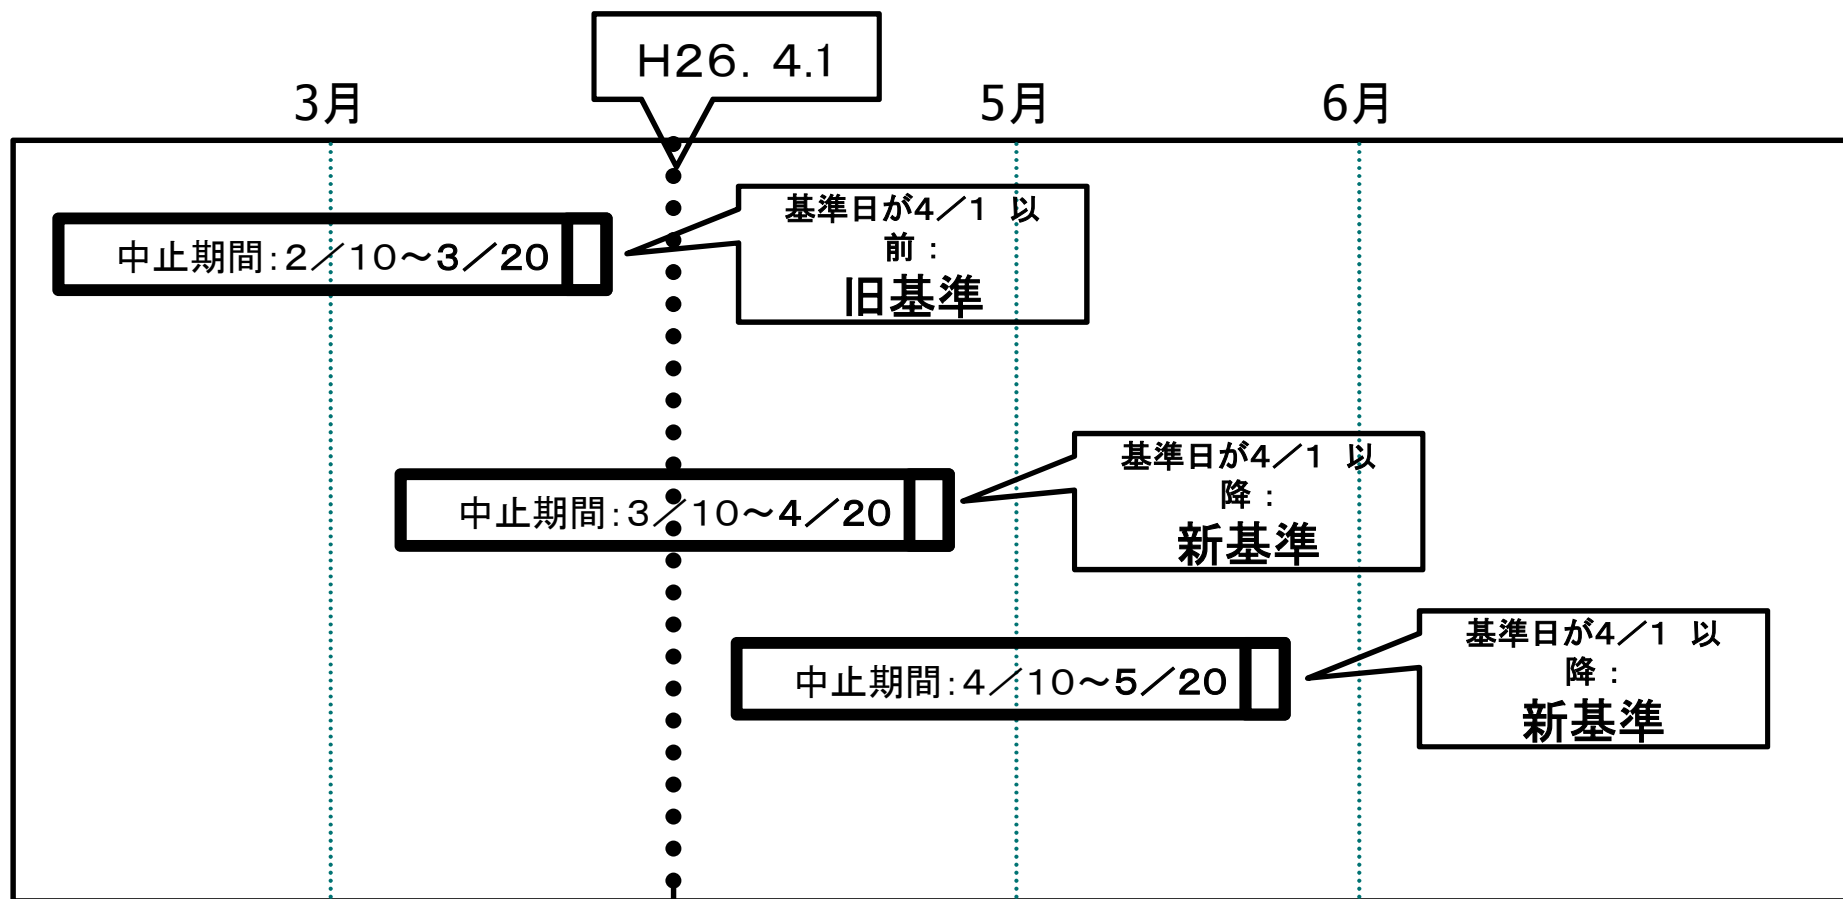 H26. 4.1
3月
5月
6月
基準日が4/1 以
前:
旧基準
中止期間:2/10~3/20
基準日が4/1 以
降:
新基準
中止期間:3/10~4/20
基準日が4/1 以
降:
新基準
中止期間:4/10~5/20